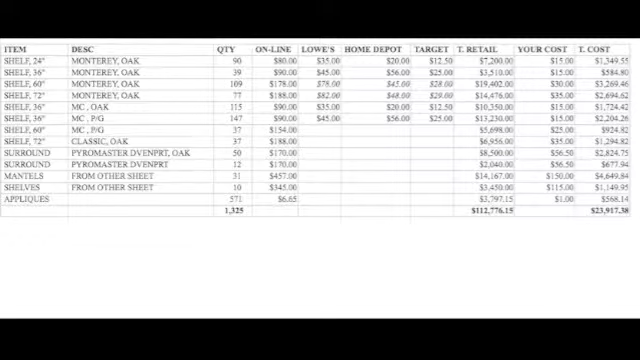 ITEM DESC QTY ON-LINE LOWE'S HOME DEPOT TARGET T. RETAIL YOUR COST T. COST
SHELF, 24" MONTEREY, OAK 90 $80.00 $35.00 $20.00 $12.50 $7,200.00 $15.00 $1,349.55
SHELF, 36" MONTEREY, OAK 39 $90.00 $45.00 $56.00 $25.00 $3,510.00 $15.00 $584.80
SHELF, 60" MONTEREY, OAK 109 $178.00 $78.00 $45.00 $28.00 $19,402.00 $30.00 $3,269.46
SHELF, 72" MONTEREY, OAK 77 $188.00 $82.00 $48.00 $29.00 $14,476.00 $35.00 $2,694.62
SHELF, 36" MC , OAK 115 $90.00 $35.00 $20.00 $12.50 $10,350.00 $15.00 $1,724.42
SHELF, 36" MC , P/G 147 $90.00 $45.00 $56.00 $25.00 $13,230.00 $15.00 $2,204.26
SHELF, 60" MC , P/G 37 $154.00 $5,698.00 $25.00 $924.82
SHELF, 72" CLASSIC, OAK 37 $188.00 $6,956.00 $35.00 $1,294.82
SURROUND PYROMASTER DVENPRT, OAK 50 $170.00 $8,500.00 $56.50 $2,824.75
SURROUND PYROMASTER DVENPRT 12 $170.00 $2,040.00 $56.50 $677.94
MANTELS FROM OTHER SHEET 31 $457.00 $14,167.00 $150.00 $4,649.84
SHELVES FROM OTHER SHEET 10 $345.00 $3,450.00 $115.00 $1,149.95
APPLIQUES 571 $6.65 $3,797.15 $1.00 $568.14
1,325 $112,776.15 $23,917.38